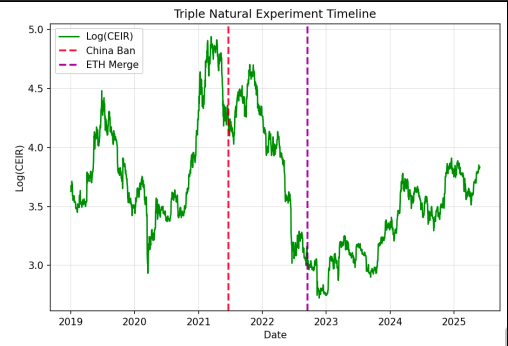 Triple Natural Experiment Timeline
Log(CEIR)
China Ban
ETH Merge
5.0
4.5
4.0
3.5
3.0
Log(CEIR)
2019 2020 2021 2022 2023 2024 2025
Date